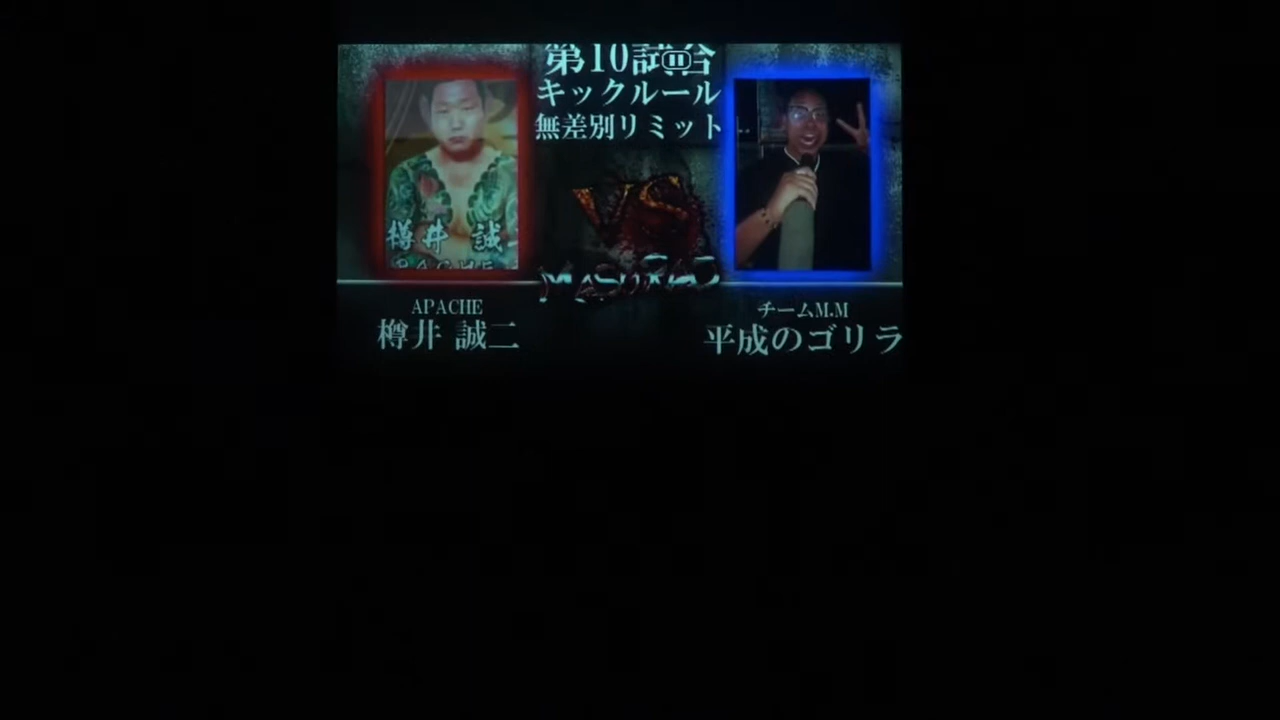 第10試合
キックルール
無差別リミット
VS
樽井 誠
APACHE
樽井 誠二
チームM.M
平成のゴリラ